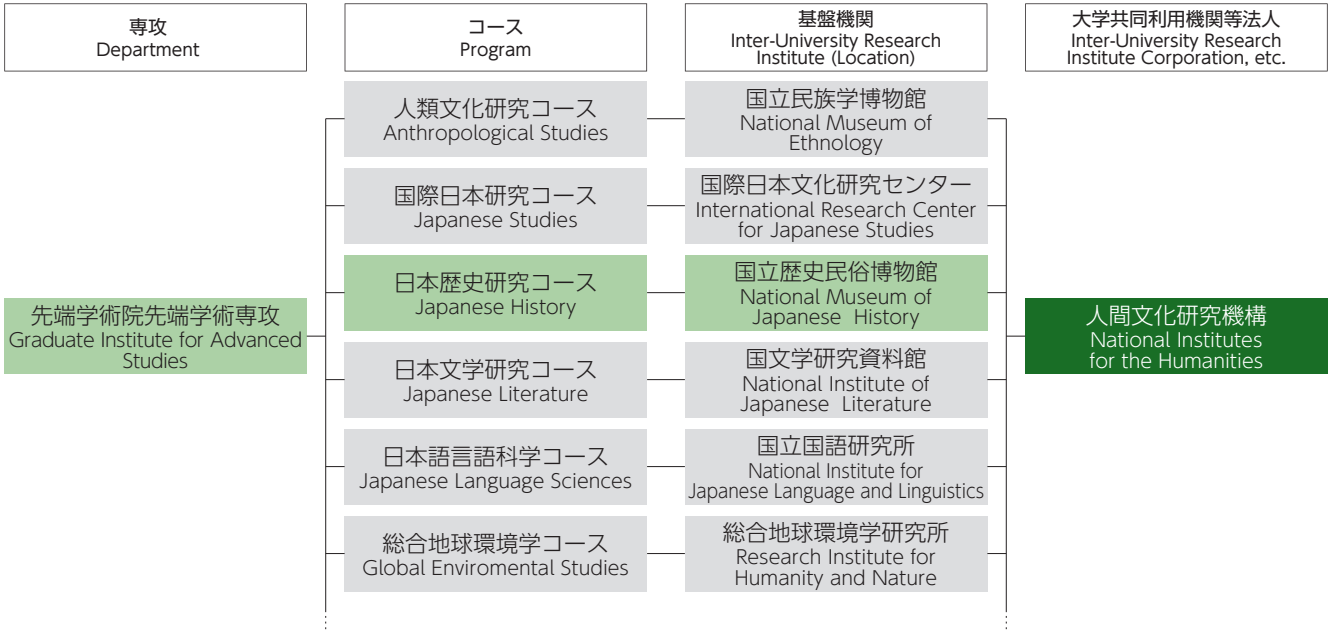 専攻
Department
コース
Program
基盤機関
Inter-University Research
Institute (Location)
大学共同利用機関等法人
Inter-University Research
Institute Corporation, etc.
人類文化研究コース
Anthropological Studies
国立民族学博物館
National Museum of
Ethnology
国際日本研究コース
Japanese Studies
国際日本文化研究センター
International Research Center
for Japanese Studies
日本歴史研究コース
Japanese History
国立歴史民俗博物館
National Museum of
Japanese History
先端学術院先端学術専攻
Graduate Institute for Advanced
Studies
人間文化研究機構
National Institutes
for the Humanities
日本文学研究コース
Japanese Literature
国文学研究資料館
National Institute of
Japanese Literature
日本語言語科学コース
Japanese Language Sciences
国立国語研究所
National Institute for
Japanese Language and Linguistics
総合地球環境学コース
Global Enviromental Studies
総合地球環境学研究所
Research Institute for
Humanity and Nature